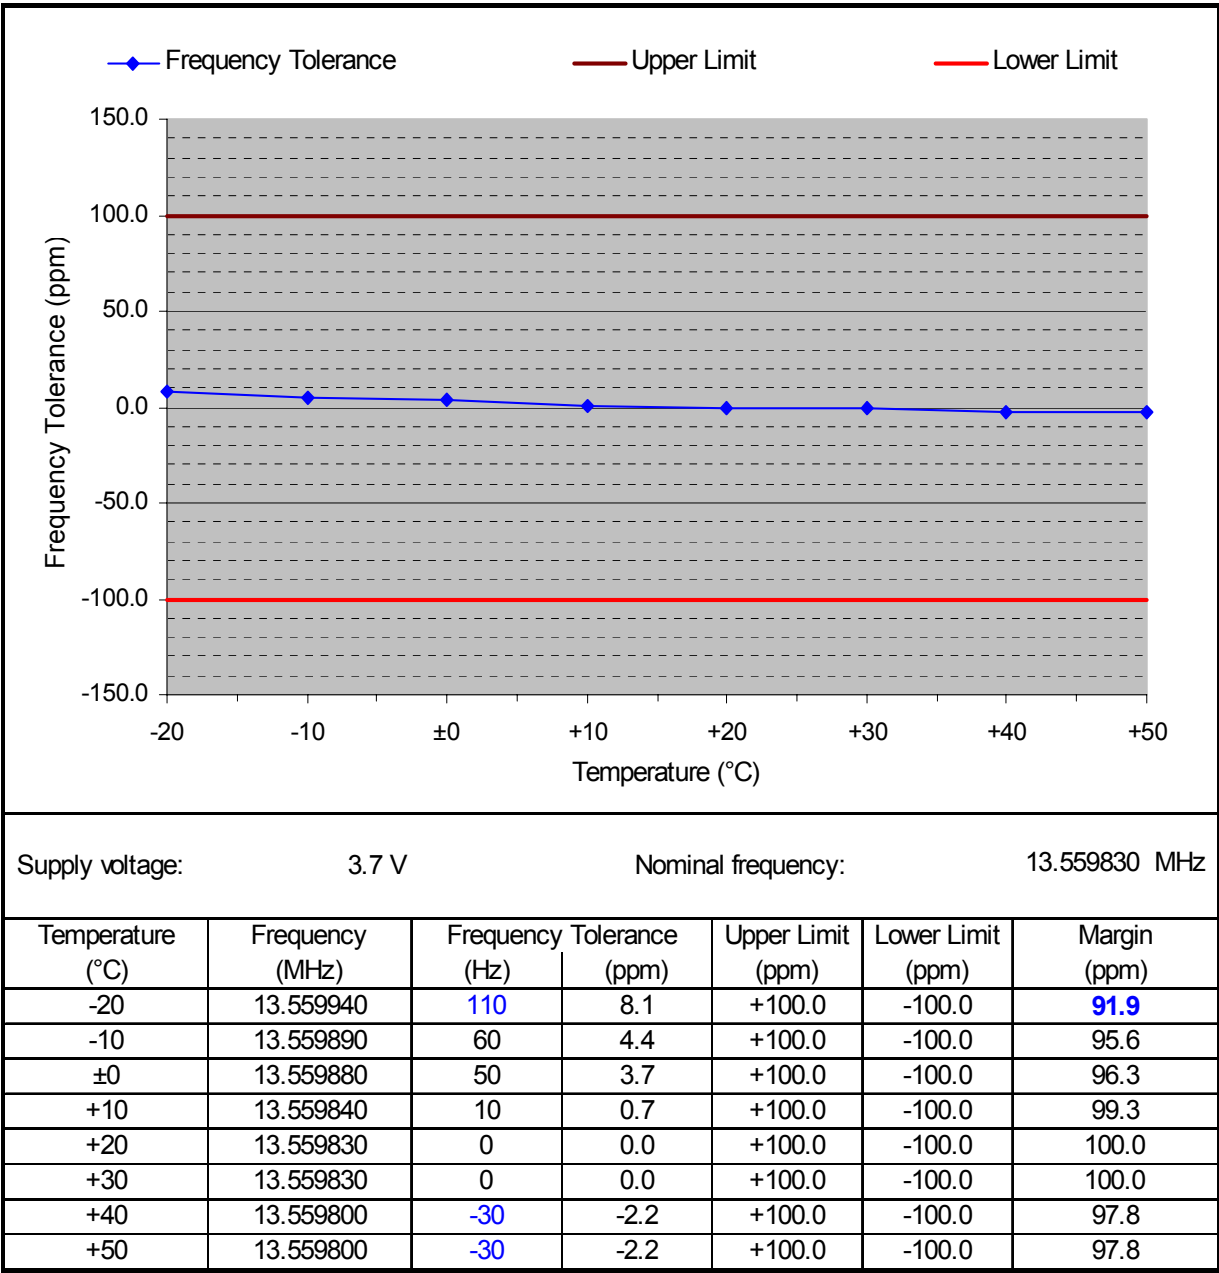 Frequency Tolerance Upper Limit Lower Limit
150.0
100.0
50.0
0.0
-50.0
-100.0
-150.0
Frequency Tolerance (ppm)
-20 -10 ±0 +10 +20 +30 +40 +50
Temperature (°C)
Supply voltage: 3.7 V Nominal frequency: 13.559830 MHz
Temperature Frequency Frequency Tolerance Upper Limit Lower Limit Margin
(°C) (MHz) (Hz) (ppm) (ppm) (ppm) (ppm)
-20 13.559940 110 8.1 +100.0 -100.0 91.9
-10 13.559890 60 4.4 +100.0 -100.0 95.6
±0 13.559880 50 3.7 +100.0 -100.0 96.3
+10 13.559840 10 0.7 +100.0 -100.0 99.3
+20 13.559830 0 0.0 +100.0 -100.0 100.0
+30 13.559830 0 0.0 +100.0 -100.0 100.0
+40 13.559800 -30 -2.2 +100.0 -100.0 97.8
+50 13.559800 -30 -2.2 +100.0 -100.0 97.8